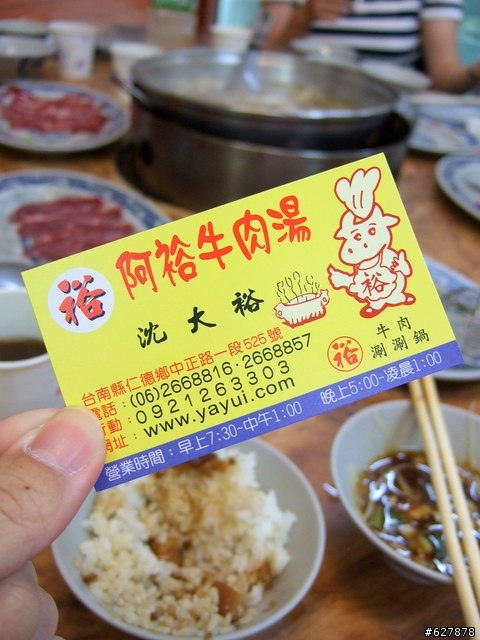 裕
阿裕牛肉湯
裕
沈大裕
裕
牛肉
涮涮鍋
台南縣仁德鄉中正路一段525號
電話：(06)2668816·2668857
行動：0921263303
網址：www.yayui.com
營業時間：早上7:30-中午1:00 晚上5:00~凌晨1:00
#627878